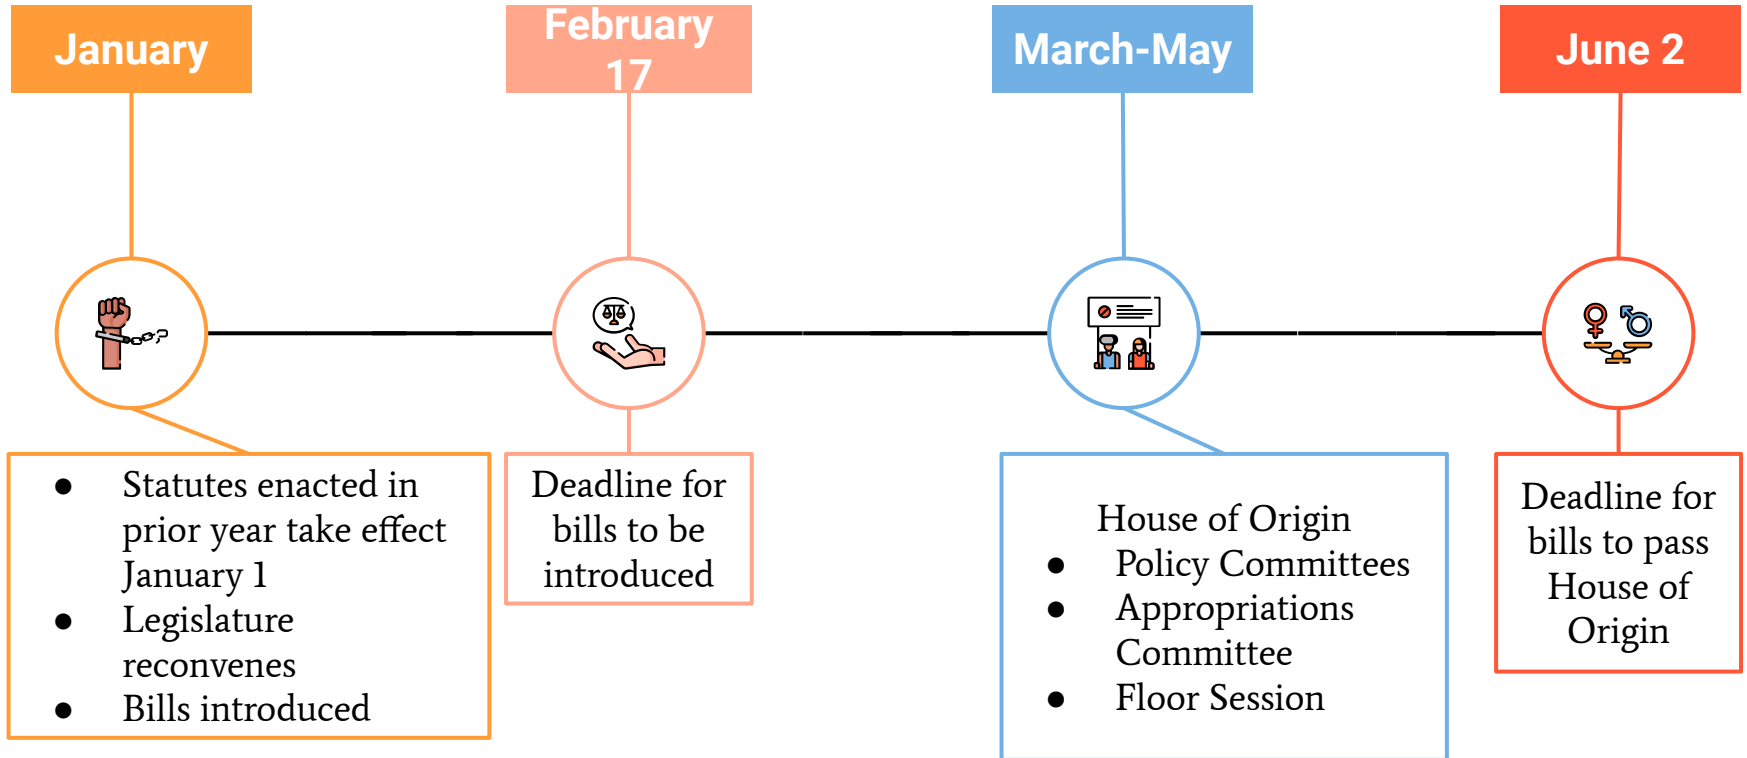 January
February
17
March-May
June 2
● Statutes enacted in
prior year take effect
January 1
● Legislature
reconvenes
● Bills introduced
Deadline for
bills to be
introduced
House of Origin
● Policy Committees
● Appropriations
Committee
● Floor Session
Deadline for
bills to pass
House of
Origin